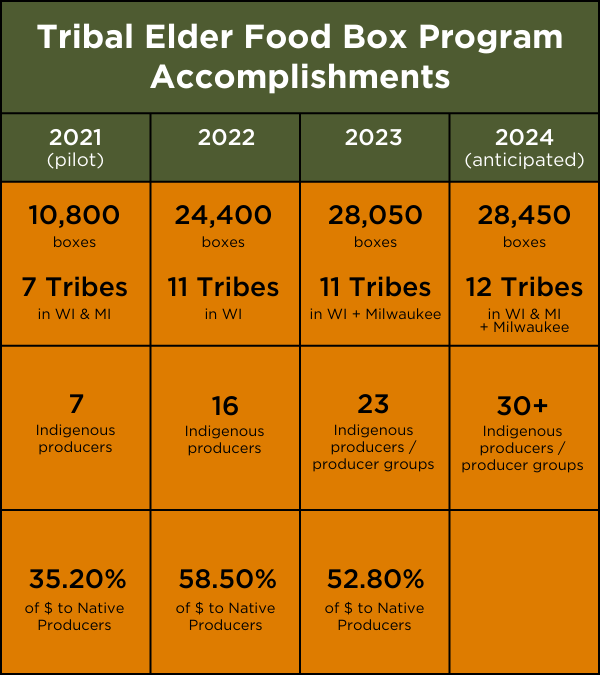 Tribal Elder Food Box Program
Accomplishments
2021
(pilot)
2022
2023
2024
(anticipated)
10,800
boxes
7 Tribes
in WI & MI
24,400
boxes
11 Tribes
in WI
28,050
boxes
11 Tribes
in WI + Milwaukee
28,450
boxes
12 Tribes
in WI & MI
+ Milwaukee
7
Indigenous
producers
16
Indigenous
producers
23
Indigenous
producers /
producer groups
30+
Indigenous
producers /
producer groups
35.20%
of $ to Native
Producers
58.50%
of $ to Native
Producers
52.80%
of $ to Native
Producers